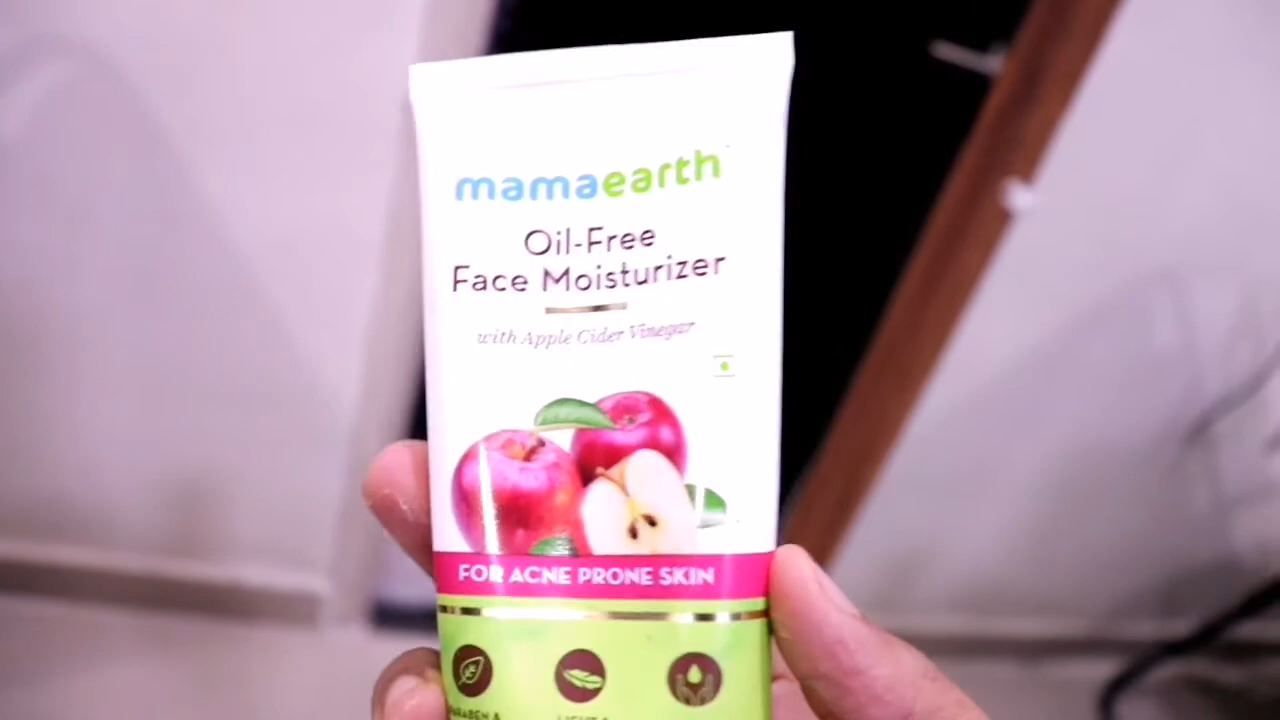 mamaearth
Oil-Free
Face Moisturizer
with Apple Cider Vinegar
FOR ACNE PRONE SKIN